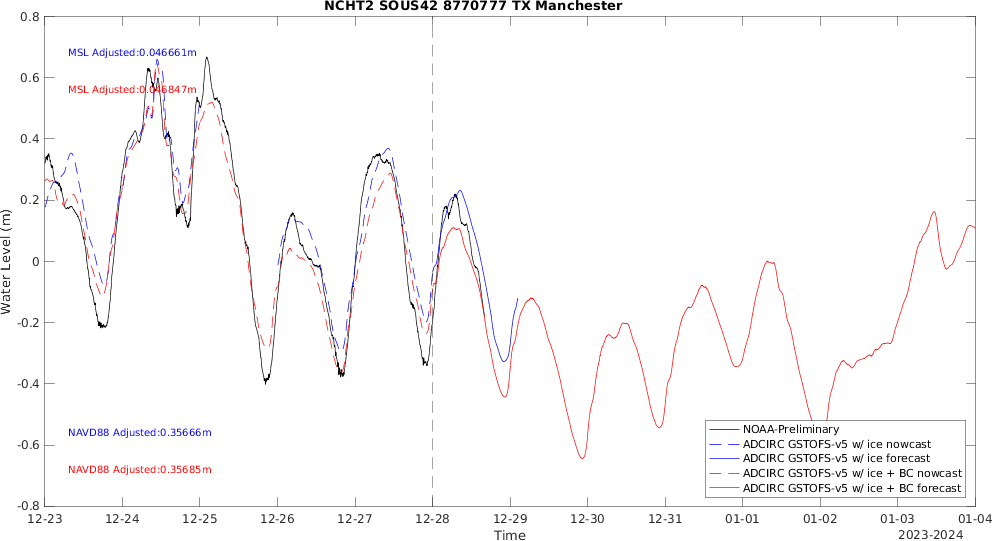 NCHT2 SOUS42 8770777 TX Manchester
0.8
0.6
0.4
0.2
0
-0.2
-0.4
-0.6
-0.8
Water Level (m)
MSL Adjusted:0.046661m
MSL Adjusted:0.046847m
NAVD88 Adjusted:0.35666m
NAVD88 Adjusted:0.35685m
NOAA-Preliminary
ADCIRC GSTOFS-v5 w/ ice nowcast
ADCIRC GSTOFS-v5 w/ ice forecast
ADCIRC GSTOFS-v5 w/ ice + BC nowcast
ADCIRC GSTOFS-v5 w/ ice + BC forecast
12-23 12-24 12-25 12-26 12-27 12-28 12-29 12-30 12-31 01-01 01-02 01-03 01-04
Time
2023-2024